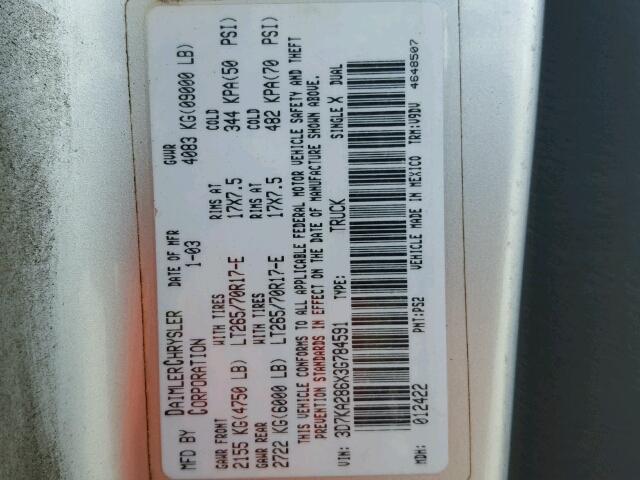 MFD BY DAIMLERCHRYSLER CORPORATION DATE OF MFR 1-03 GVWR 4083 KG(09000 LB)
GAWR FRONT WITH TIRES RIMS AT COLD
2155 KG(4750 LB) LT265/70R17-E 17X7.5 344 KPA(50 PSI)
GAWR REAR WITH TIRES RIMS AT COLD
2722 KG(6000 LB) LT265/70R17-E 17X7.5 482 KPA(70 PSI)
THIS VEHICLE CONFORMS TO ALL APPLICABLE FEDERAL MOTOR VEHICLE SAFETY AND THEFT
PREVENTION STANDARDS IN EFFECT ON THE DATE OF MANUFACTURE SHOWN ABOVE.
VIN: 3D7KA286X3G784591 TYPE: TRUCK SINGLE X DUAL
MDH: 012422 PNT: PS2 VEHICLE MADE IN MEXICO TRM: V9DV 4648507